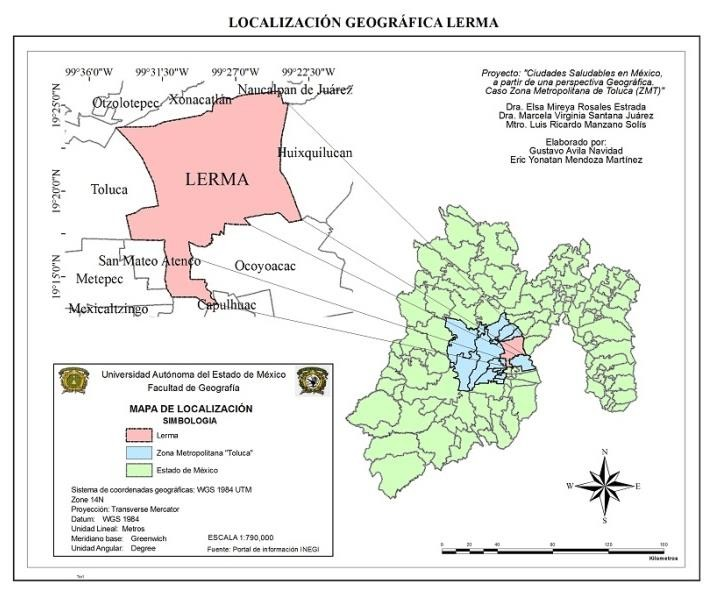 LOCALIZACIÓN GEOGRÁFICA LERMA
99°36'0"W 99°31'30"W 99°27'0"W 99°22'30"W
Proyecto: "Ciudades Saludables en México,
a partir de una perspectiva Geográfica.
Caso Zona Metropolitana de Toluca (ZMT)"
Dra. Elsa Mireya Rosales Estrada
Dra. Marcela Virginia Santana Juárez
Mtro. Luis Ricardo Manzano Solís
Elaborado por:
Gustavo Avila Navidad
Eric Yonatan Mendoza Martínez
19°25'0"N
19°20'0"N
19°15'0"N
Naucalpan de Juárez
Otzolotepec
Xonacatlán
Huixquilucan
LERMA
Toluca
San Mateo Atenco
Ocoyoacac
Metepec
Mexicaltzingo
Capulhuac
Universidad Autónoma del Estado de México
Facultad de Geografía
MAPA DE LOCALIZACIÓN
SIMBOLOGIA
Lerma
Zona Metropolitana "Toluca"
Estado de México
Sistema de coordenadas geográficas: WGS 1984 UTM
Zone 14N
Proyección: Transverse Mercator
Datum: WGS 1984
Unidad Lineal: Metros
Meridiano base: Greenwich
Unidad Angular: Degree
ESCALA 1:790,000
Fuente: Portal de información INEGI
N
W E
S
Kilometros